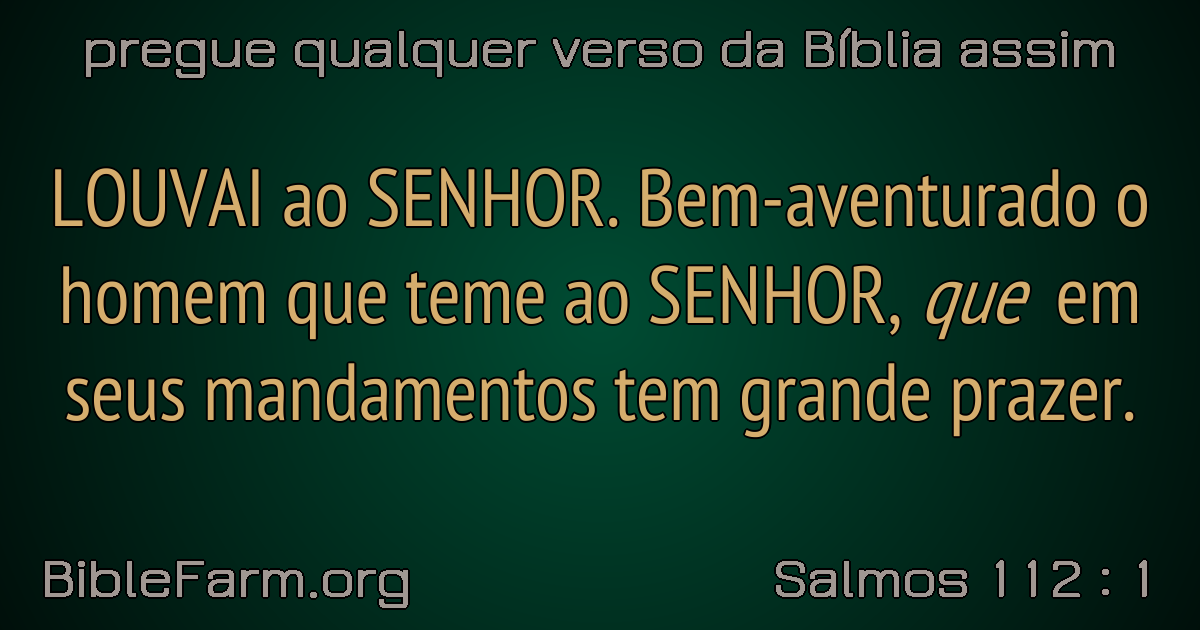 pregue qualquer verso da Bíblia assim
LOUVAI ao SENHOR. Bem-aventurado o
homem que teme ao SENHOR, que em
seus mandamentos tem grande prazer.
BibleFarm.org
Salmos 112 : 1